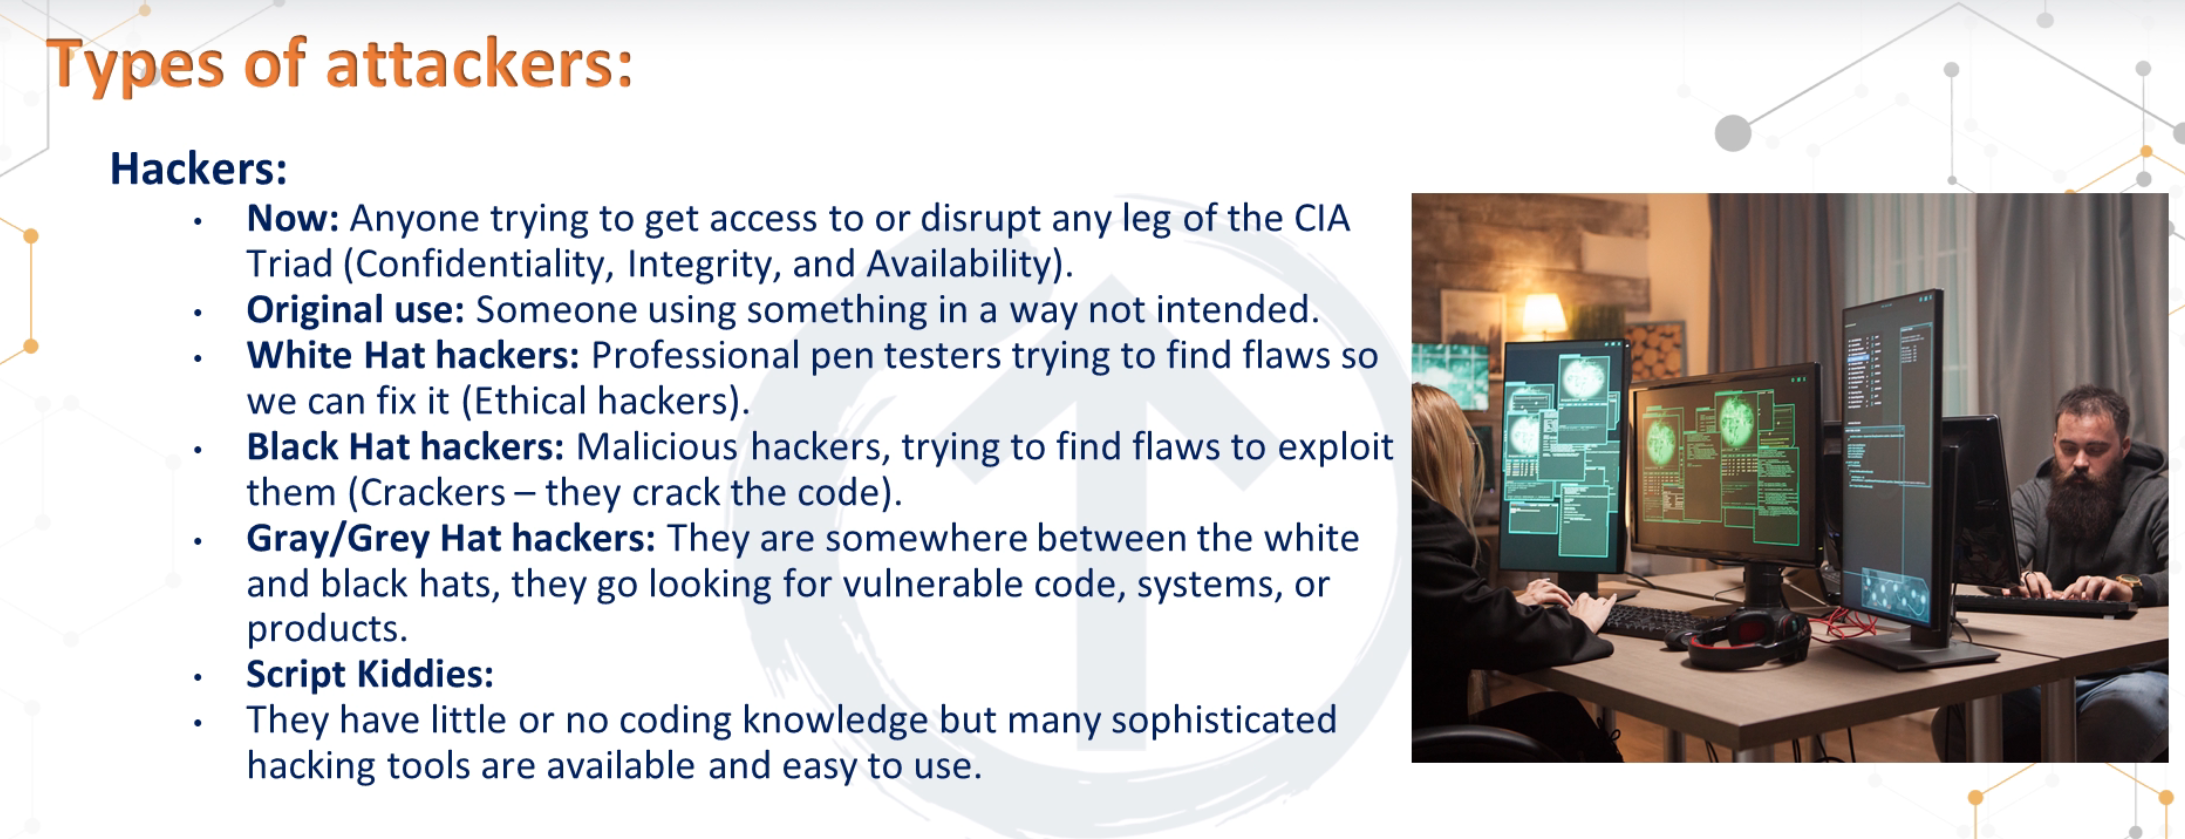 Types of attackers:
Hackers:
• Now: Anyone trying to get access to or disrupt any leg of the CIA
Triad (Confidentiality, Integrity, and Availability).
• Original use: Someone using something in a way not intended.
• White Hat hackers: Professional pen testers trying to find flaws so
we can fix it (Ethical hackers).
• Black Hat hackers: Malicious hackers, trying to find flaws to exploit
them (Crackers – they crack the code).
• Gray/Grey Hat hackers: They are somewhere between the white
and black hats, they go looking for vulnerable code, systems, or
products.
• Script Kiddies:
• They have little or no coding knowledge but many sophisticated
hacking tools are available and easy to use.